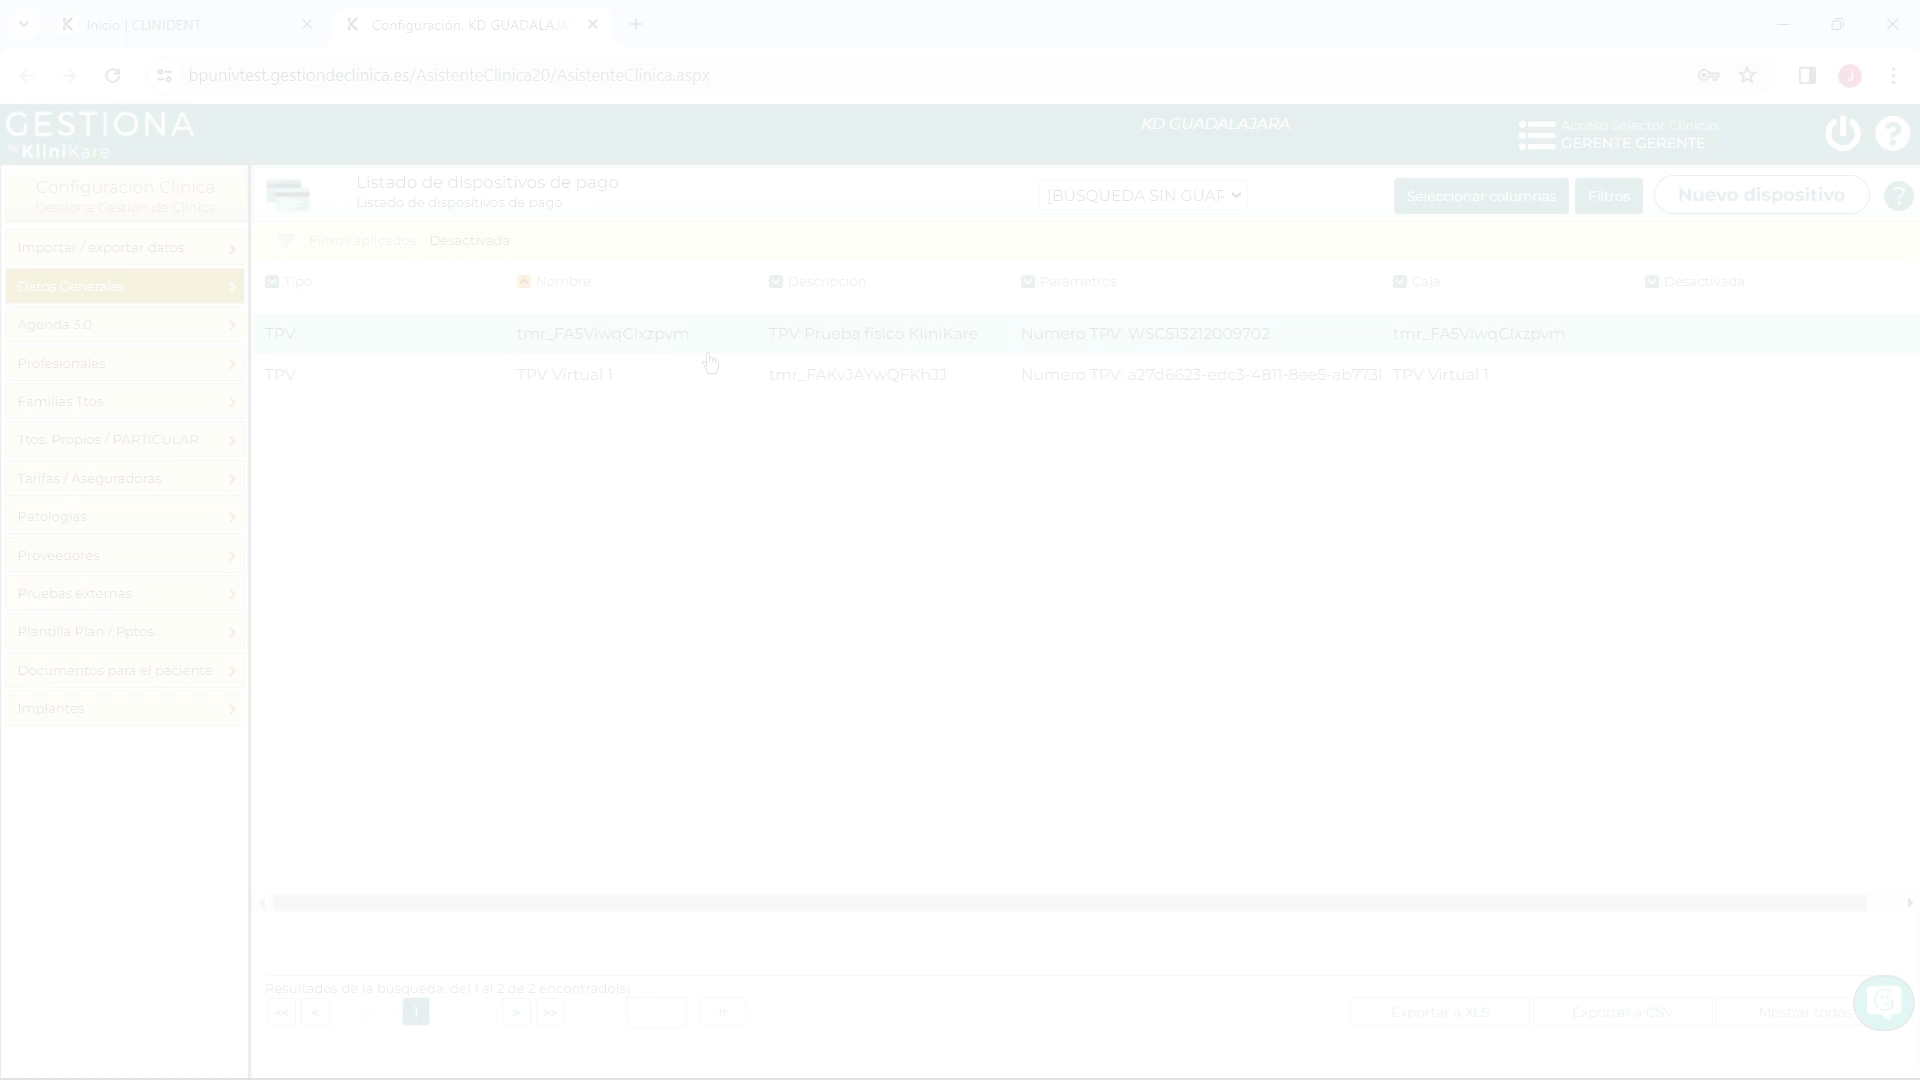 Inicio | CLINIDENT
Configuración. KD GUADALAJA
bpunivtest.gestiondeclinica.es/AsistenteClinica20/AsistenteClinica.aspx
J
GESTIONA
by KliniKare
KD GUADALAJARA
Acceso Selector Clínicas
GERENTE GERENTE
Configuración Clínica
Gestiona Gestión de Clínica
Listado de dispositivos de pago
Listado de dispositivos de pago
[BÚSQUEDA SIN GUAR
Seleccionar columnas
Filtros
Nuevo dispositivo
Filtros aplicados Desactivada
Importar / exportar datos
Datos Generales
Agenda 3.0
Profesionales
Familias Ttos.
Ttos. Propios / PARTICULAR
Tarifas / Aseguradoras
Patologías
Proveedores
Pruebas externas
Plantilla Plan / Pptos.
Documentos para el paciente
Implantes
Tipo Nombre Descripción Parámetros Caja Desactivada
TPV tmr_FA5ViwqCIxzpvm TPV Prueba físico KliniKare Numero TPV: WSC513212009702 tmr_FA5ViwqCIxzpvm
TPV TPV Virtual 1 tmr_FAKvJAYwQFKhJJ Numero TPV: a27d6623-edc3-4811-8ee5-ab773l TPV Virtual 1
Resultados de la búsqueda: del 1 al 2 de 2 encontrado(s)
<< < 1 > >> Ir
Exportar a XLS
Exportar a CSV
Mostrar todos